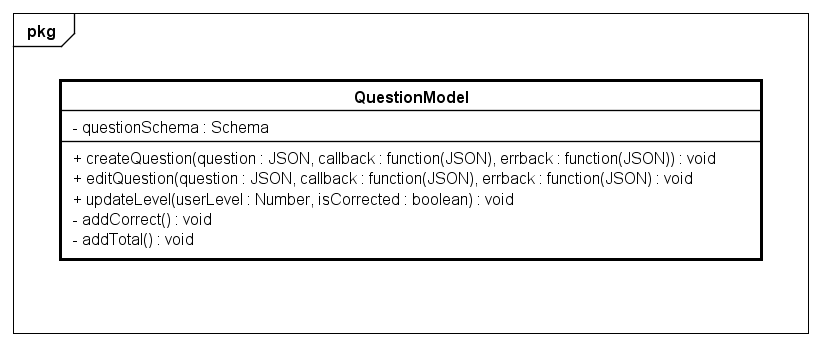 pkg
QuestionModel
- questionSchema : Schema
+ createQuestion(question : JSON, callback : function(JSON), errback : function(JSON)) : void
+ editQuestion(question : JSON, callback : function(JSON), errback : function(JSON) : void
+ updateLevel(userLevel : Number, isCorrected : boolean) : void
- addCorrect() : void
- addTotal() : void